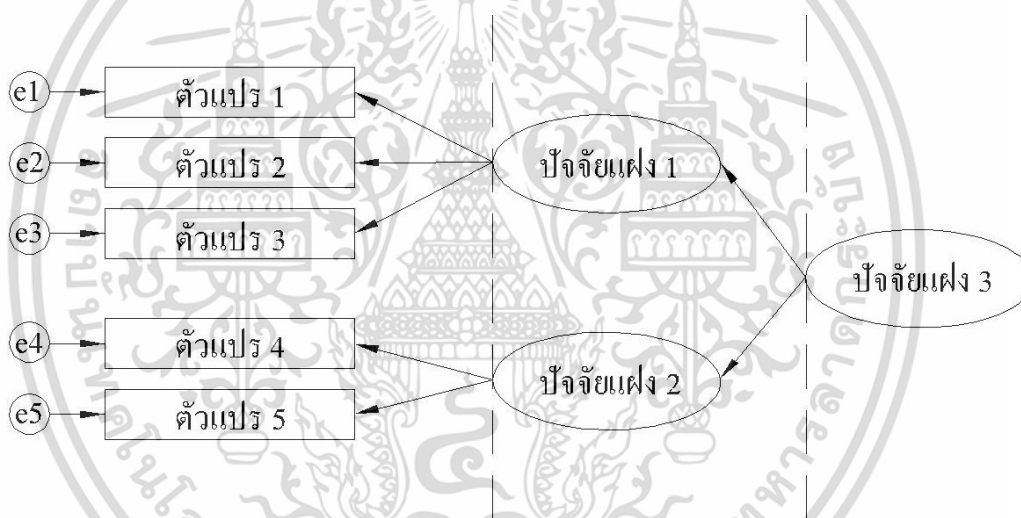 e1
ตัวแปร 1
e2
ตัวแปร 2
e3
ตัวแปร 3
e4
ตัวแปร 4
e5
ตัวแปร 5
ปัจจัยแฝง 1
ปัจจัยแฝง 2
ปัจจัยแฝง 3